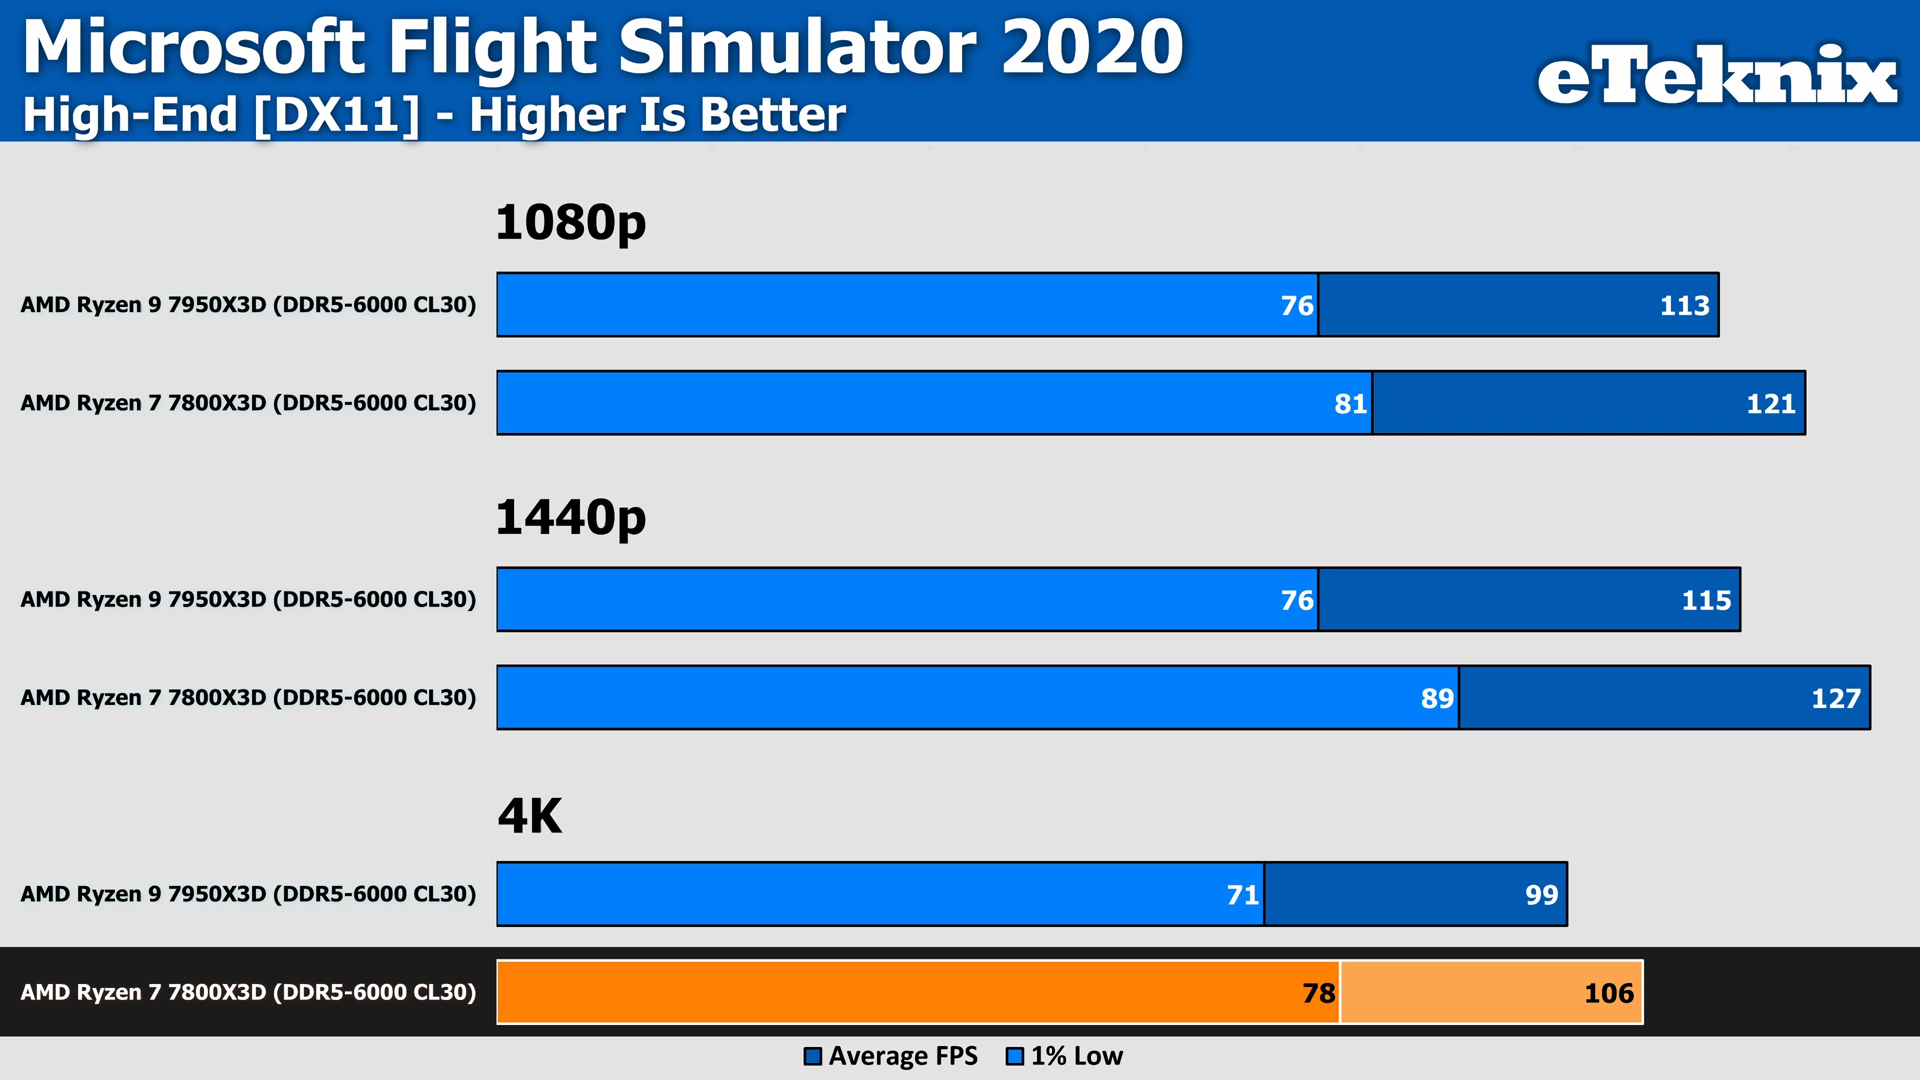 Microsoft Flight Simulator 2020
High-End [DX11] - Higher Is Better
eTeknix
1080p
AMD Ryzen 9 7950X3D (DDR5-6000 CL30) 76 113
AMD Ryzen 7 7800X3D (DDR5-6000 CL30) 81 121
1440p
AMD Ryzen 9 7950X3D (DDR5-6000 CL30) 76 115
AMD Ryzen 7 7800X3D (DDR5-6000 CL30) 89 127
4K
AMD Ryzen 9 7950X3D (DDR5-6000 CL30) 71 99
AMD Ryzen 7 7800X3D (DDR5-6000 CL30) 78 106
Average FPS 1% Low